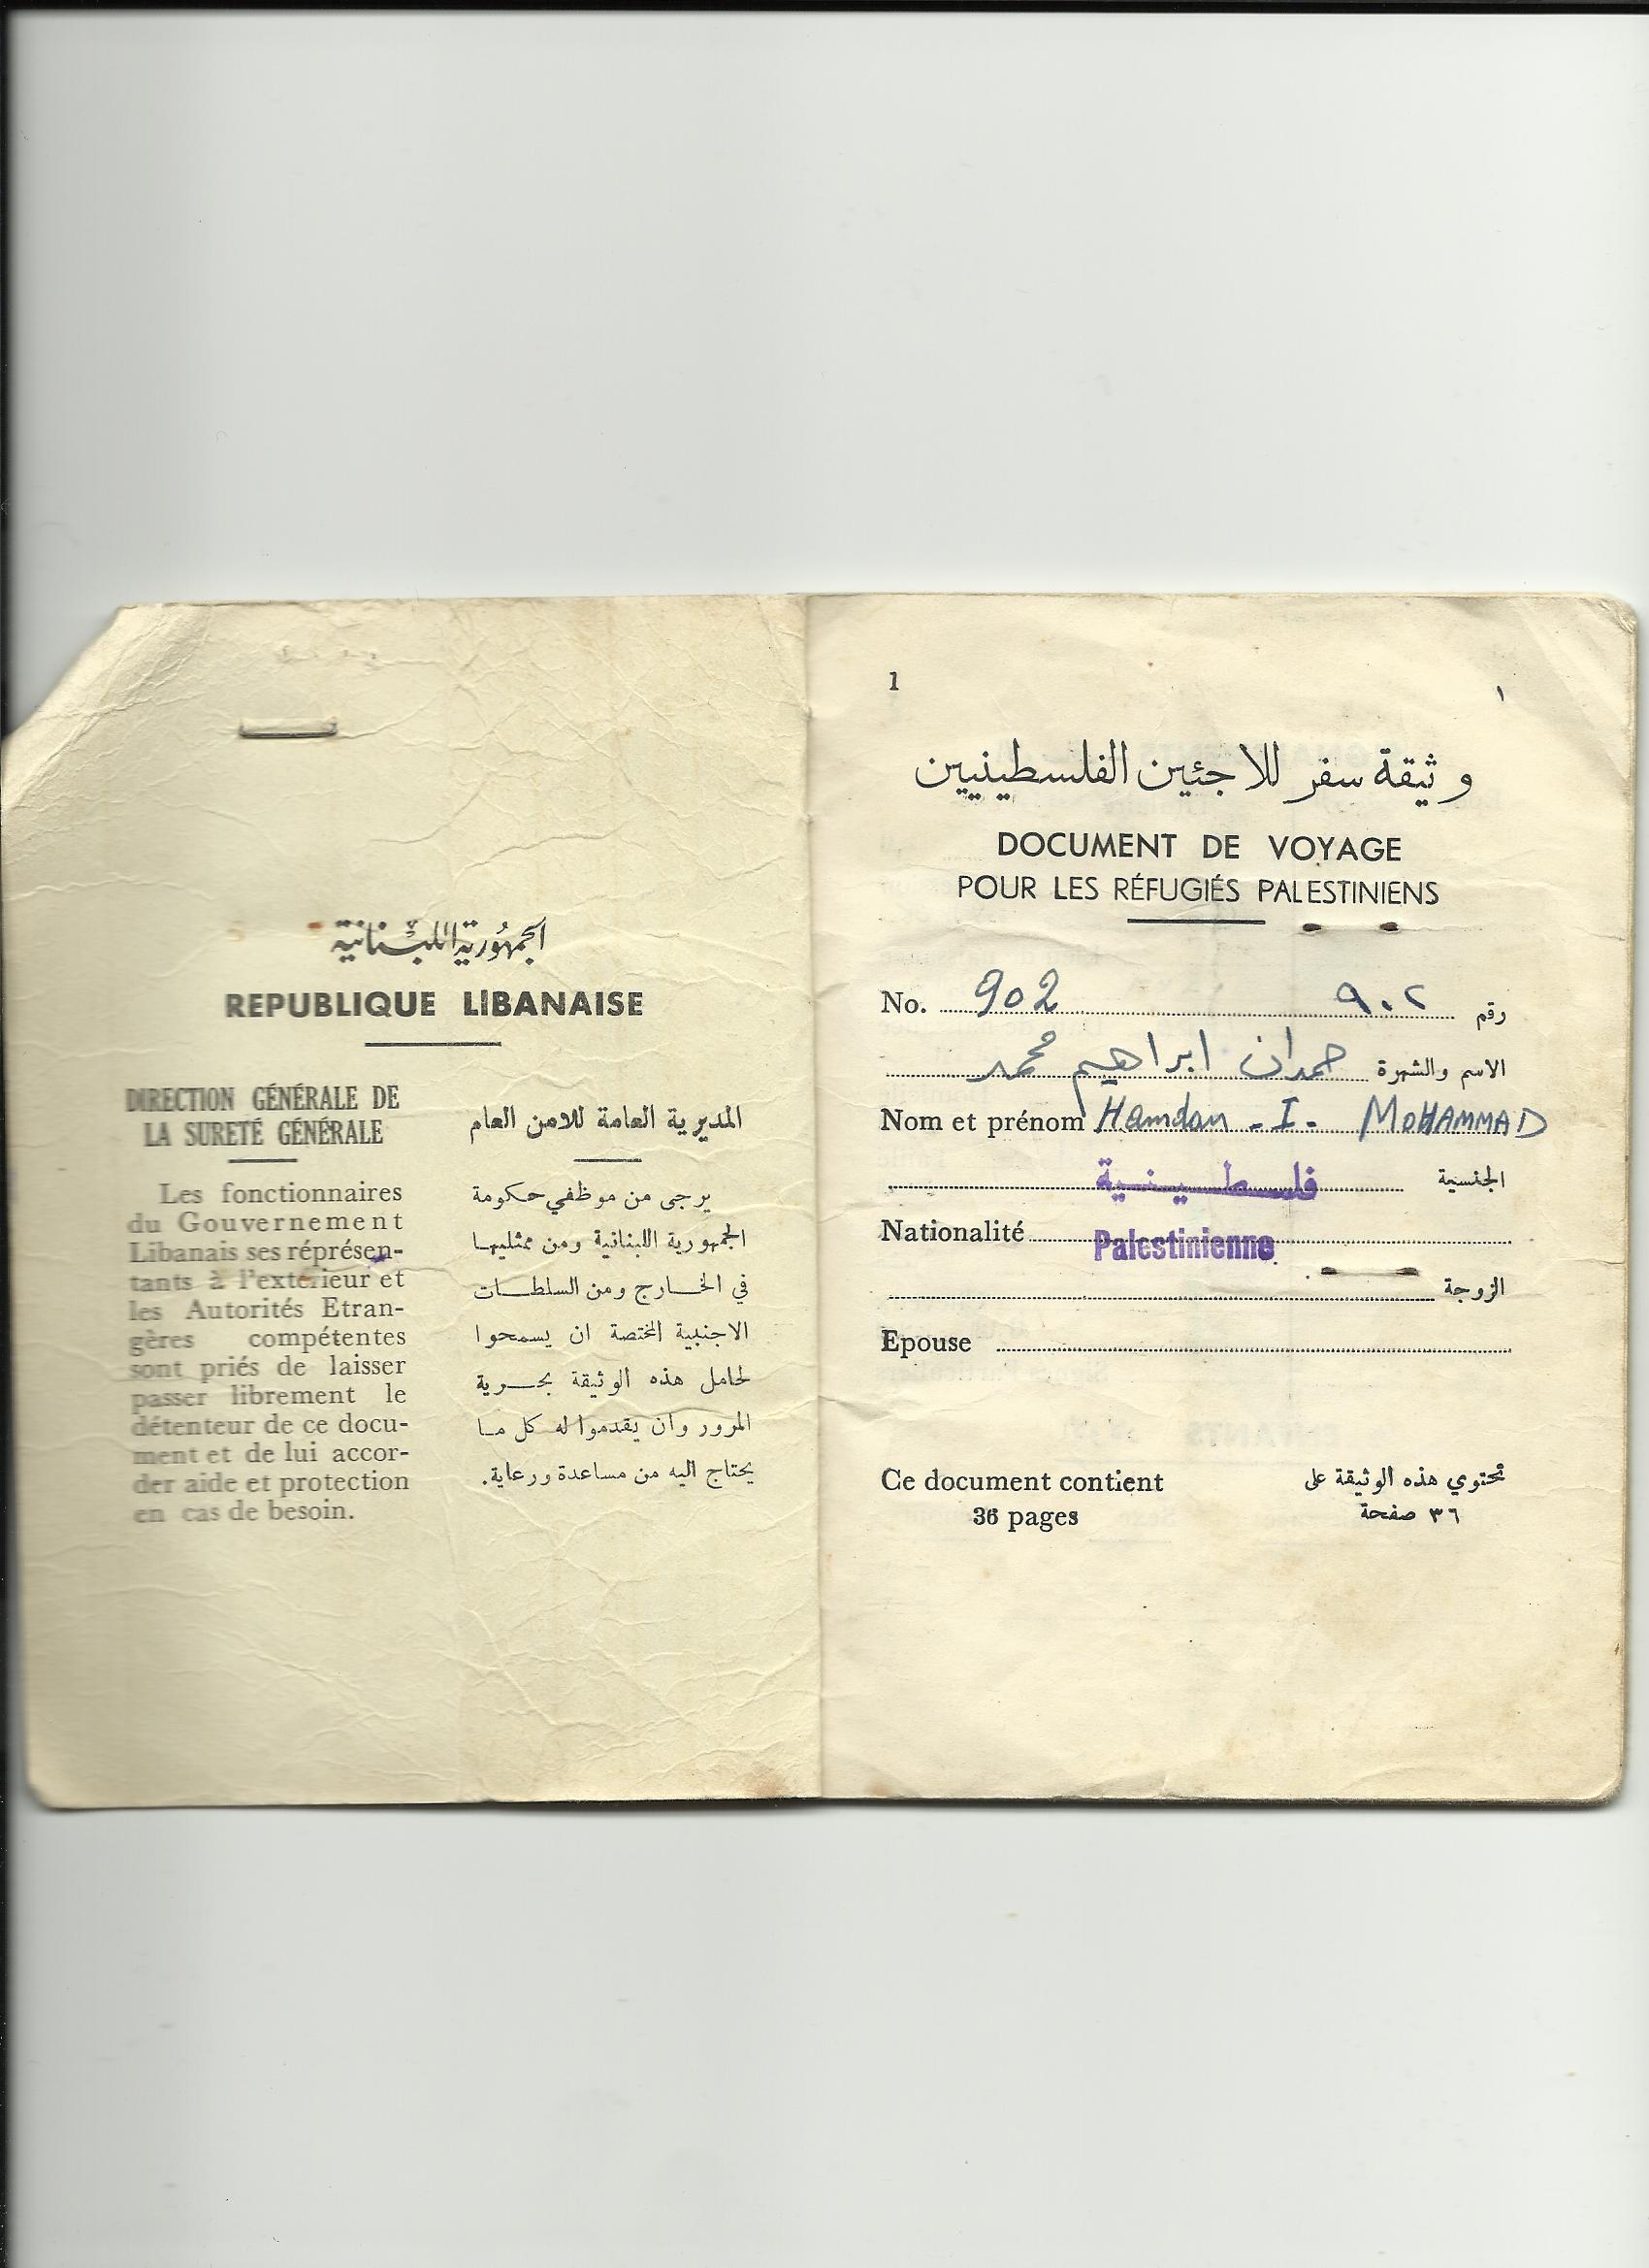 الجمهورية اللبنانية
REPUBLIQUE LIBANAISE
DIRECTION GÉNÉRALE DE
LA SURETÉ GÉNÉRALE
Les fonctionnaires
du Gouvernement
Libanais ses réprésen-
tants à l'extérieur et
les Autorités Etran-
gères compétentes
sont priés de laisser
passer librement le
détenteur de ce docu-
ment et de lui accor-
der aide et protection
en cas de besoin.
المديرية العامة للامن العام
يرجى من موظفي حكومة
الجمهورية اللبنانية ومن ممثليها
في الخارج ومن السلطات
الاجنبية المختصة ان يسمحوا
لحامل هذه الوثيقة بحرية
المرور وان يقدموا له كل ما
يحتاج اليه من مساعدة ورعاية.
1 ١
وثيقة سفر للاجئين الفلسطينيين
DOCUMENT DE VOYAGE
POUR LES RÉFUGIÉS PALESTINIENS
No. 902 ٩٠٢ رقم
الاسم والشهرة حمدان ابراهيم محمد
Nom et prénom Hamdan - I - MOHAMMAD
الجنسية فلسطينية
Nationalité Palestinienne
الزوجة
Epouse
Ce document contient تحتوي هذه الوثيقة على
36 pages ٣٦ صفحة